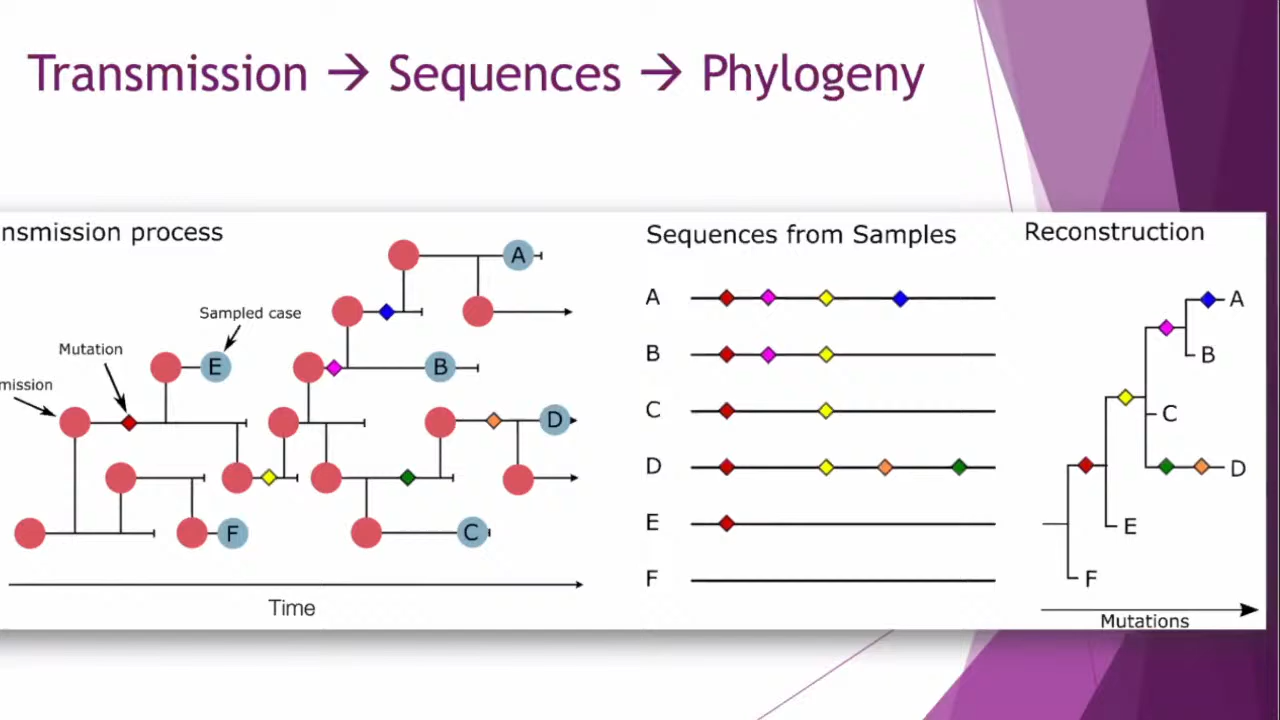 Transmission → Sequences → Phylogeny
nsmission process
Sequences from Samples
Reconstruction
Sampled case
Mutation
mission
A
E
B
D
F
C
Time
A
B
C
D
E
F
A
B
C
D
E
F
Mutations